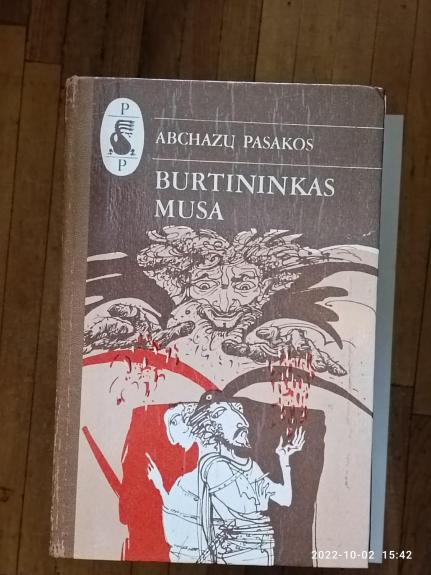 P
P
ABCHAZŲ PASAKOS
BURTININKAS
MUSA
2022-10-02 15:42